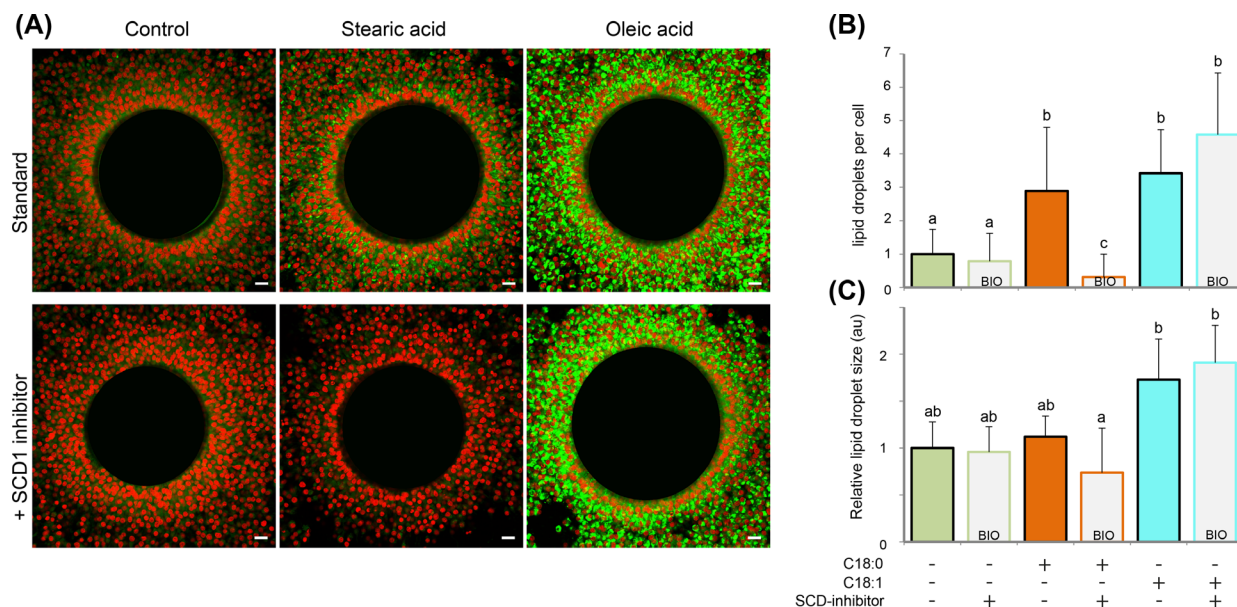 (A)
Control Stearic acid Oleic acid
Standard
+ SCD1 inhibitor
(B)
lipid droplets per cell
7
6
5
4
3
2
1
0
a a b c b b
BIO BIO BIO
(C)
Relative lipid droplet size (au)
2
1
0
ab ab ab a b b
BIO BIO BIO
C18:0 - - + + - -
C18:1 - - - - + +
SCD-inhibitor - + - + - +